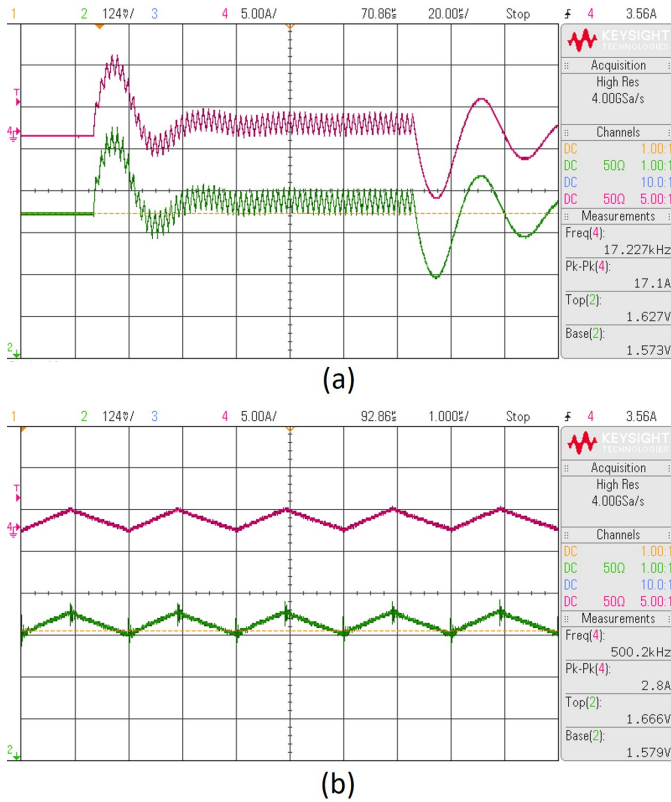 1 2 124▽/ 3 4 5.00A/ 70.86s 20.00s/ Stop 4 3.56A
KEYSIGHT
TECHNOLOGIES
Acquisition
High Res
4.00GSa/s
Channels
DC 1.00:1
DC 50Ω 1.00:1
DC 10.0:1
DC 50Ω 5.00:1
Measurements
Freq(4):
17.227kHz
Pk-Pk(4):
17.1A
Top(2):
1.627V
Base(2):
1.573V
T
4
2
(a)
1 2 124▽/ 3 4 5.00A/ 92.86s 1.000s/ Stop 4 3.56A
KEYSIGHT
TECHNOLOGIES
Acquisition
High Res
4.00GSa/s
Channels
DC 1.00:1
DC 50Ω 1.00:1
DC 10.0:1
DC 50Ω 5.00:1
Measurements
Freq(4):
500.2kHz
Pk-Pk(4):
2.8A
Top(2):
1.666V
Base(2):
1.579V
T
4
2
(b)